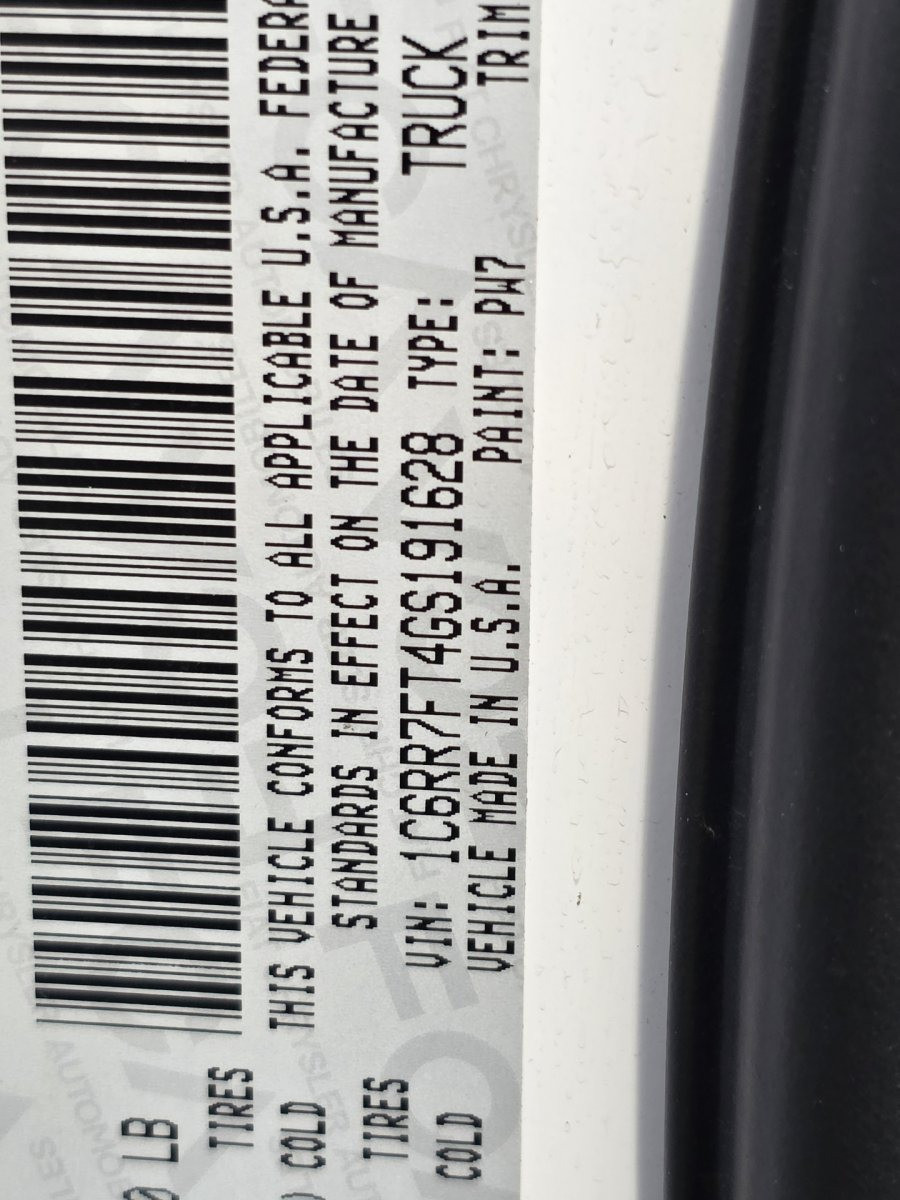 THIS VEHICLE CONFORMS TO ALL APPLICABLE U.S.A. FEDERA
STANDARDS IN EFFECT ON THE DATE OF MANUFACTURE
VIN: 1C6RR7FT4GS191628 TYPE: TRUCK
VEHICLE MADE IN U.S.A. PAINT: PW7 TRIM
0 LB
TIRES
COLD
TIRES
COLD